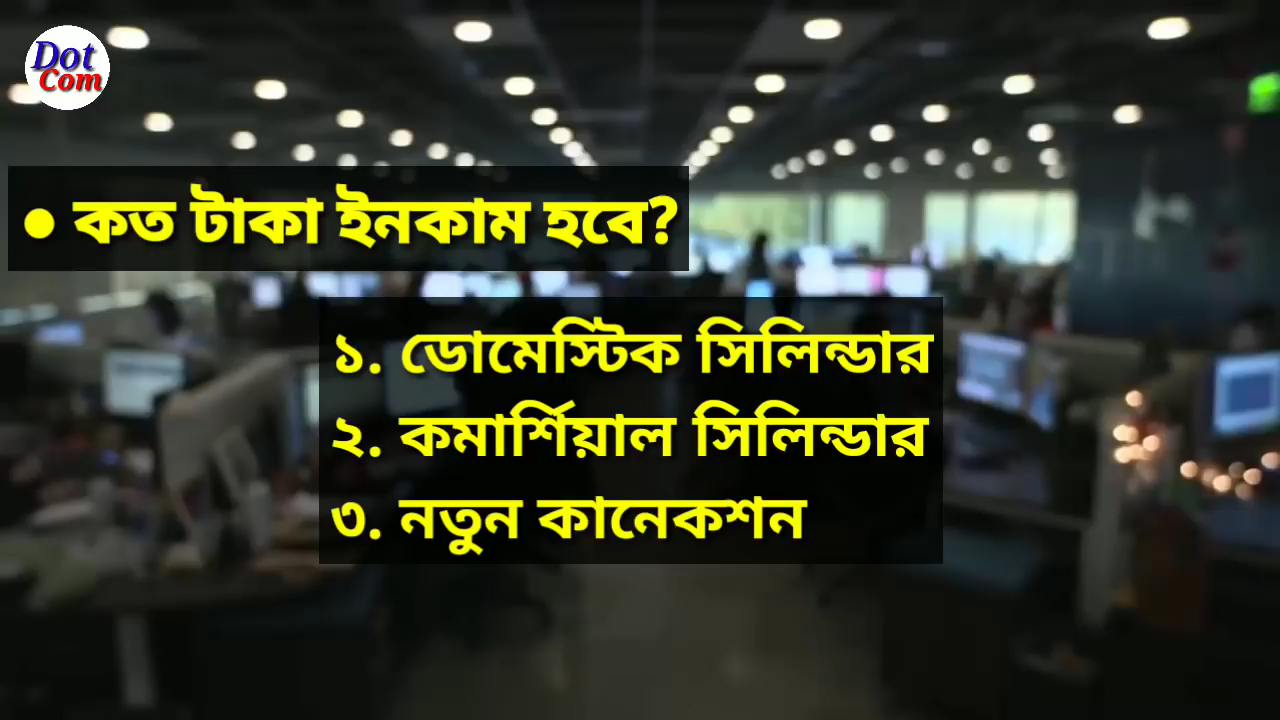 Dot
Com
• কত টাকা ইনকাম হবে?
১. ডোমেস্টিক সিলিন্ডার
২. কমার্শিয়াল সিলিন্ডার
৩. নতুন কানেকশন